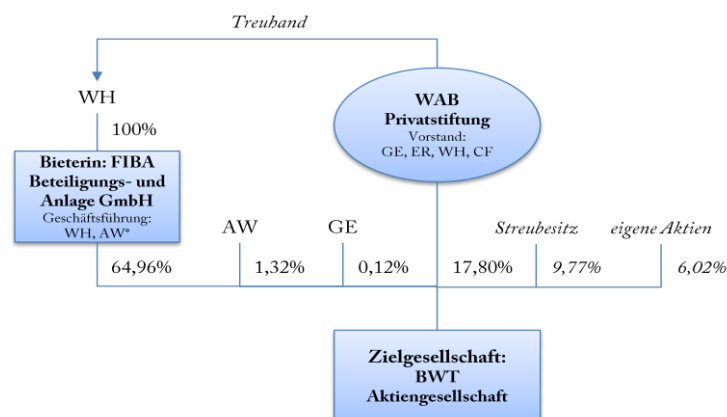 Treuhand
WH
100%
Bieterin: FIBA
Beteiligungs- und
Anlage GmbH
Geschäftsführung:
WH, AW*
WAB
Privatstiftung
Vorstand:
GE, ER, WH, CF
AW
GE
Streubesitz
eigene Aktien
64,96%
1,32%
0,12%
17,80%
9,77%
6,02%
Zielgesellschaft:
BWT
Aktiengesellschaft